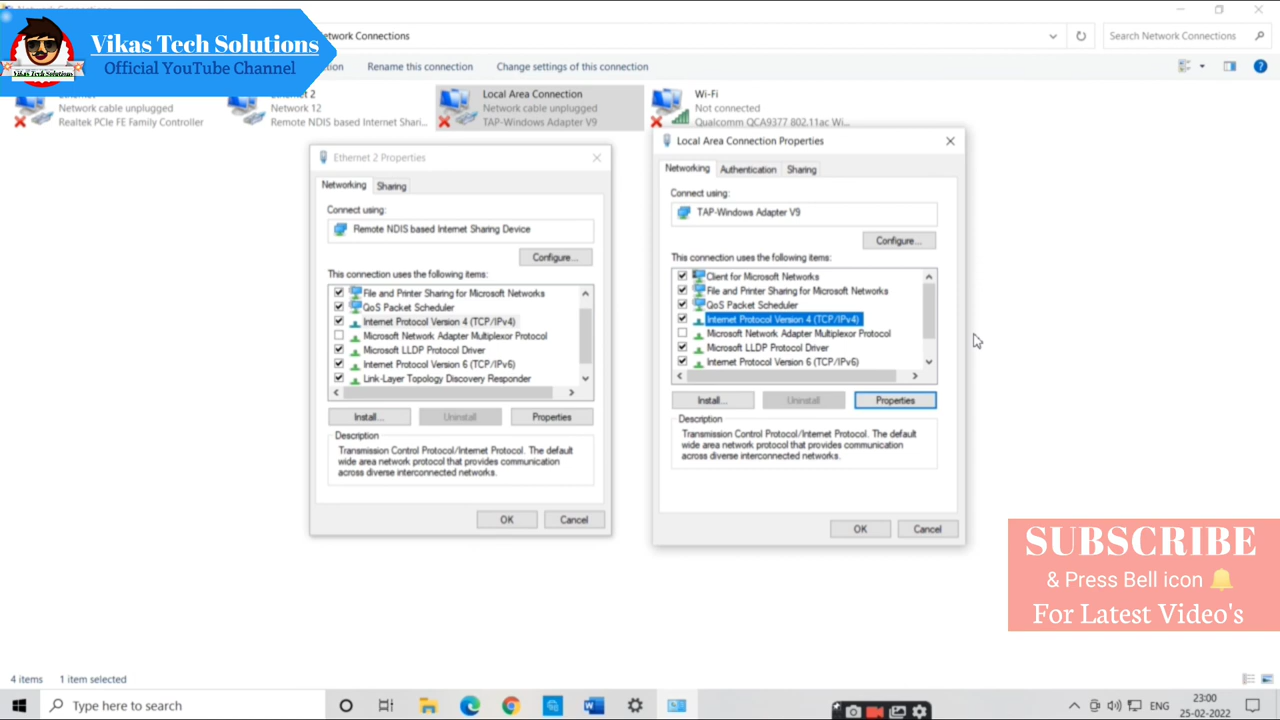 Vikas Tech Solutions
Official YouTube Channel
Vikas Tech Solutions
Network Connections
Search Network Connections
Rename this connection
Change settings of this connection
Network cable unplugged
Realtek PCIe FE Family Controller
Ethernet 2
Network 12
Remote NDIS based Internet Shari...
Local Area Connection
Network cable unplugged
TAP-Windows Adapter V9
Wi-Fi
Not connected
Qualcomm QCA9377 802.11ac Wi...
Ethernet 2 Properties
Networking
Sharing
Connect using:
Remote NDIS based Internet Sharing Device
Configure...
This connection uses the following items:
File and Printer Sharing for Microsoft Networks
QoS Packet Scheduler
Internet Protocol Version 4 (TCP/IPv4)
Microsoft Network Adapter Multiplexor Protocol
Microsoft LLDP Protocol Driver
Internet Protocol Version 6 (TCP/IPv6)
Link-Layer Topology Discovery Responder
Install...
Uninstall
Properties
Description
Transmission Control Protocol/Internet Protocol. The default
wide area network protocol that provides communication
across diverse interconnected networks.
OK
Cancel
Local Area Connection Properties
Networking
Authentication
Sharing
Connect using:
TAP-Windows Adapter V9
Configure...
This connection uses the following items:
Client for Microsoft Networks
File and Printer Sharing for Microsoft Networks
QoS Packet Scheduler
Internet Protocol Version 4 (TCP/IPv4)
Microsoft Network Adapter Multiplexor Protocol
Microsoft LLDP Protocol Driver
Internet Protocol Version 6 (TCP/IPv6)
Install...
Uninstall
Properties
Description
Transmission Control Protocol/Internet Protocol. The default
wide area network protocol that provides communication
across diverse interconnected networks.
OK
Cancel
SUBSCRIBE
& Press Bell icon
For Latest Video's
4 items
1 item selected
Type here to search
ENG
23:00
25-02-2022